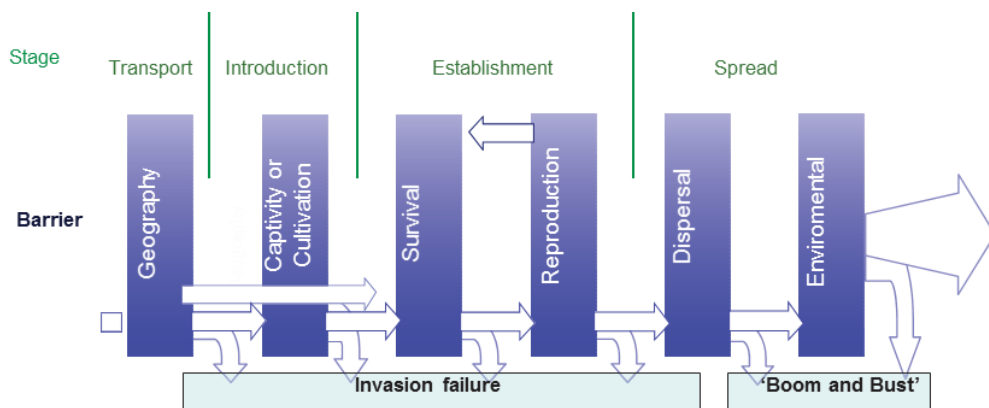 Stage
Transport
Introduction
Establishment
Spread
Barrier
Geography
Captivity or
Cultivation
Survival
Reproduction
Dispersal
Enviromental
Invasion failure
‘Boom and Bust’